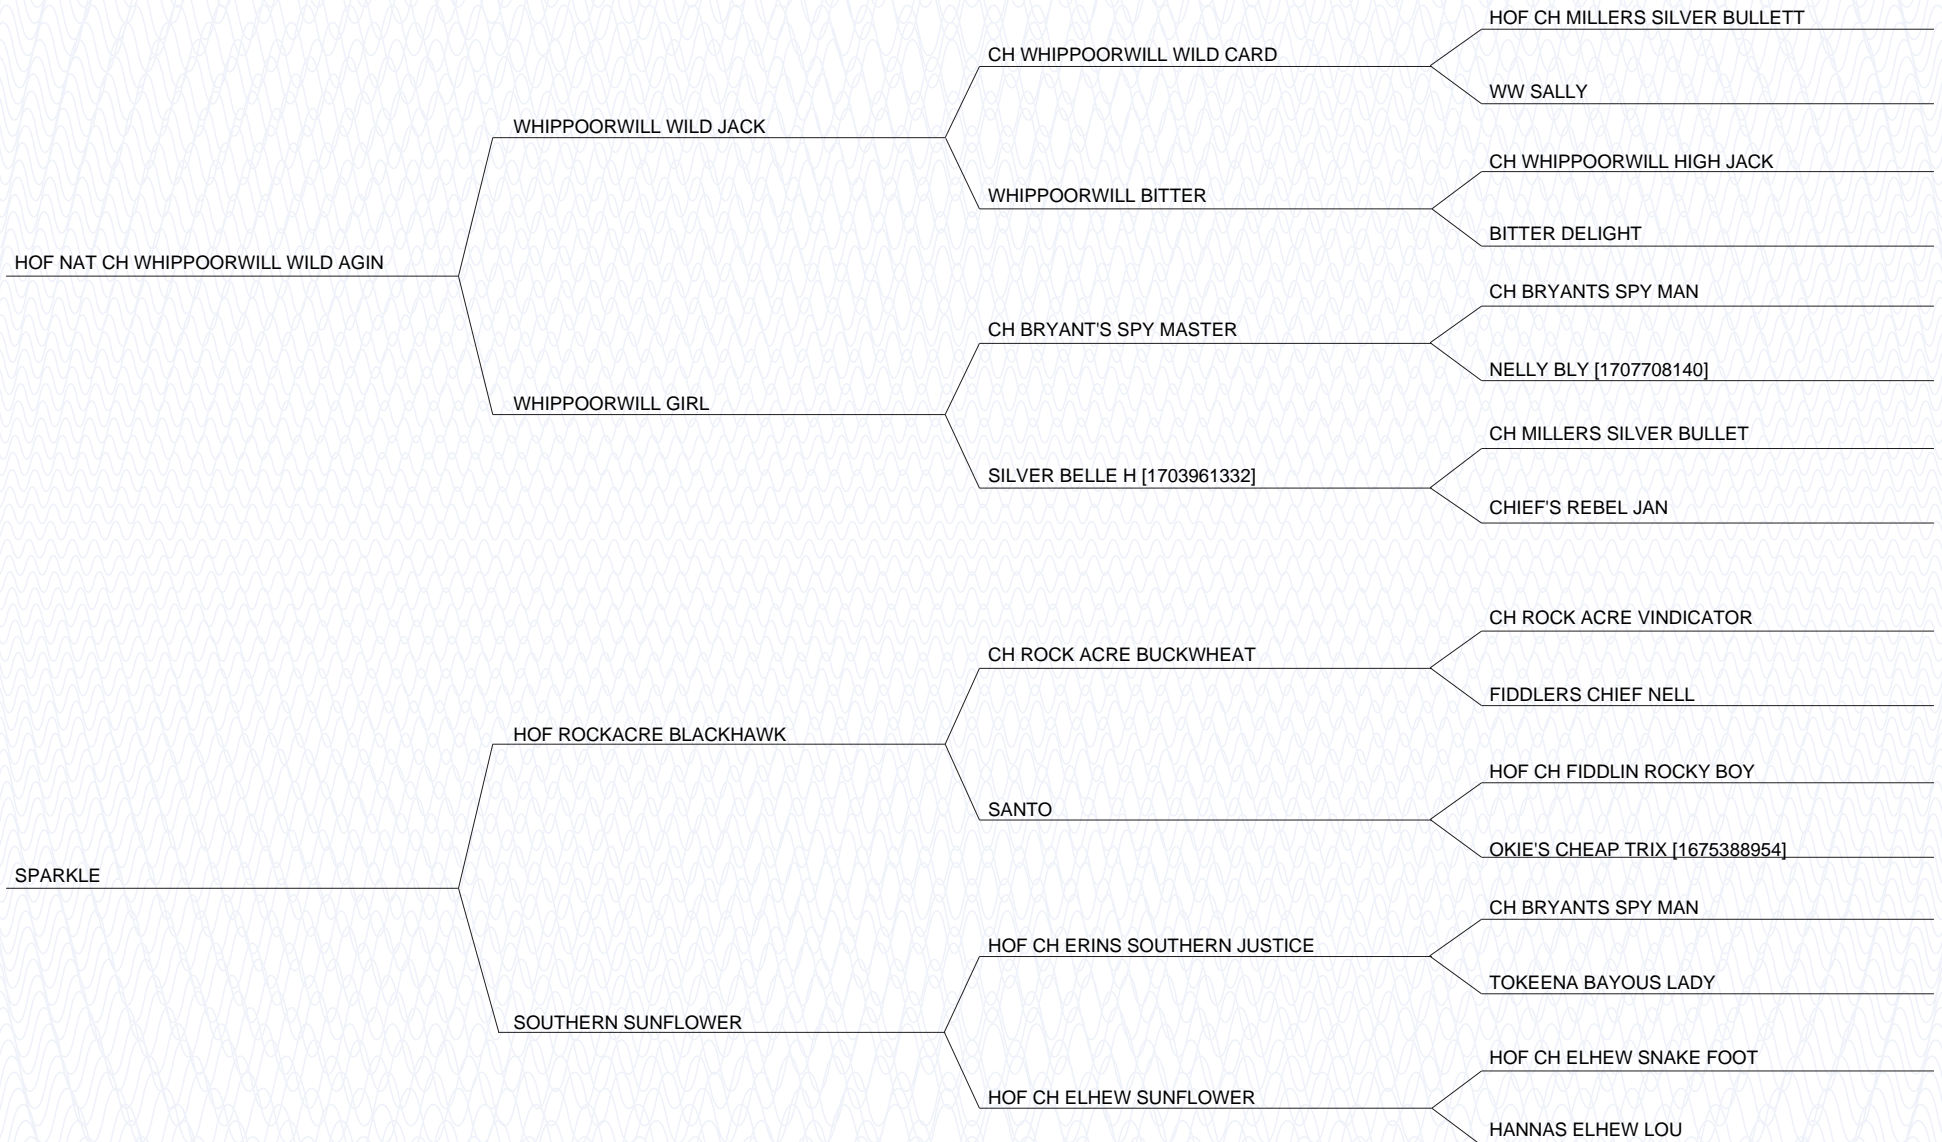 HOF CH MILLERS SILVER BULLETT
CH WHIPPOORWILL WILD CARD
WW SALLY
WHIPPOORWILL WILD JACK
CH WHIPPOORWILL HIGH JACK
WHIPPOORWILL BITTER
BITTER DELIGHT
HOF NAT CH WHIPPOORWILL WILD AGIN
CH BRYANTS SPY MAN
CH BRYANT'S SPY MASTER
NELLY BLY [1707708140]
WHIPPOORWILL GIRL
CH MILLERS SILVER BULLET
SILVER BELLE H [1703961332]
CHIEF'S REBEL JAN
CH ROCK ACRE VINDICATOR
CH ROCK ACRE BUCKWHEAT
FIDDLERS CHIEF NELL
HOF ROCKACRE BLACKHAWK
HOF CH FIDDLIN ROCKY BOY
SANTO
OKIE'S CHEAP TRIX [1675388954]
SPARKLE
CH BRYANTS SPY MAN
HOF CH ERINS SOUTHERN JUSTICE
TOKEENA BAYOUS LADY
SOUTHERN SUNFLOWER
HOF CH ELHEW SNAKE FOOT
HOF CH ELHEW SUNFLOWER
HANNAS ELHEW LOU